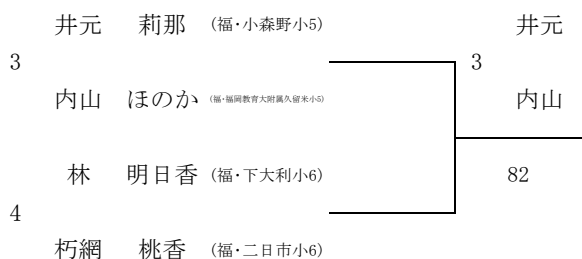 井元 莉那 (福・小森野小5) 井元
3 3
内山 ほのか (福・福岡教育大附属久留米小5) 内山
林 明日香 (福・下大利小6) 82
4
朽網 桃香 (福・二日市小6)